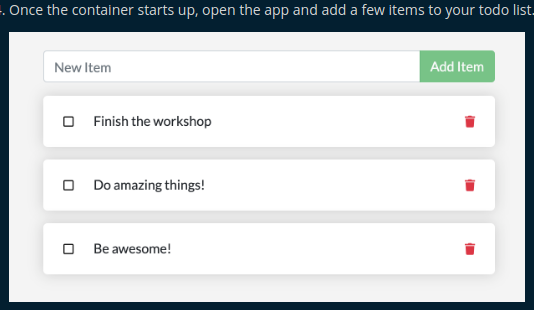 . Once the container starts up, open the app and add a few items to your todo list.
New Item
Add Item
Finish the workshop
Do amazing things!
Be awesome!